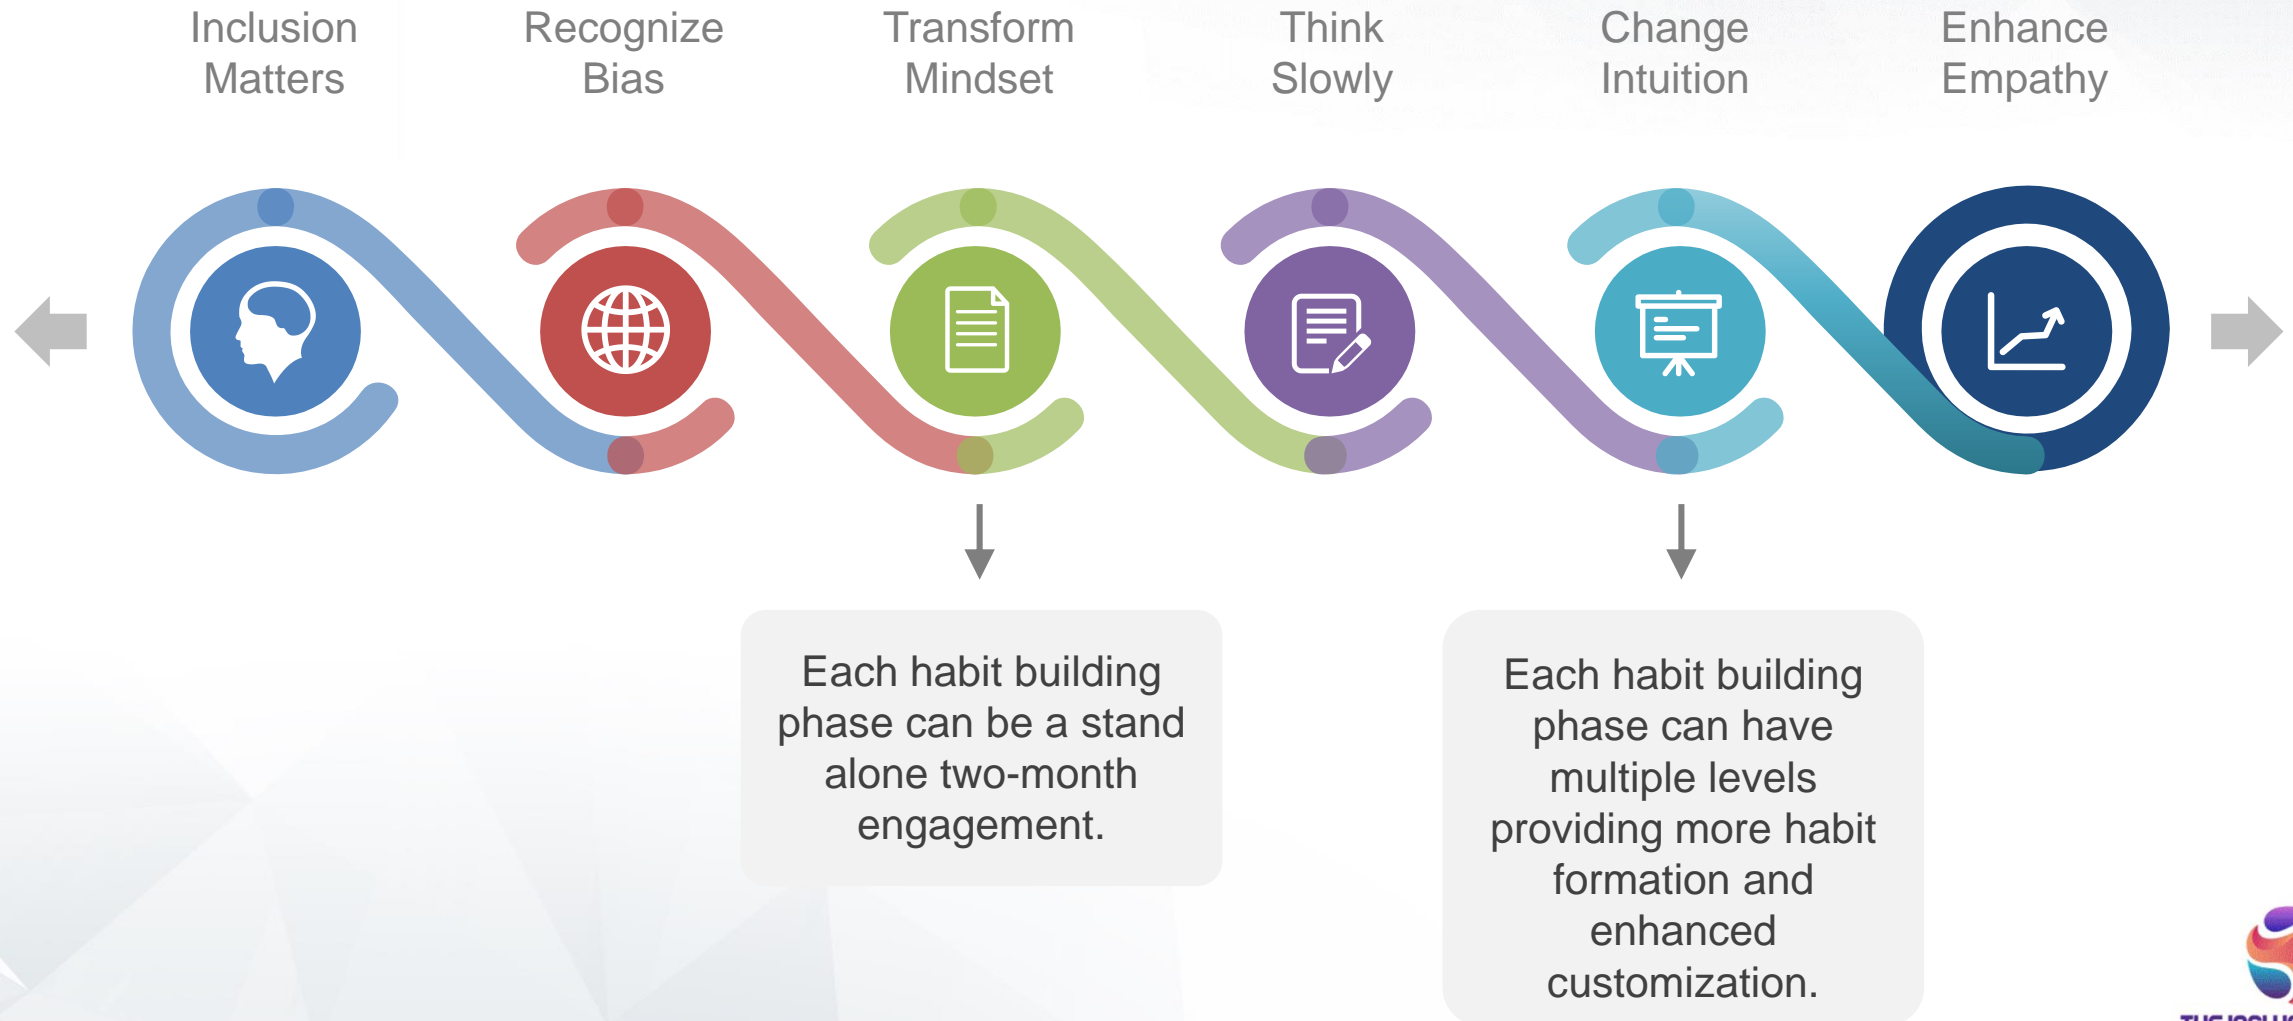 Inclusion
Matters
Recognize
Bias
Transform
Mindset
Think
Slowly
Change
Intuition
Enhance
Empathy
Each habit building
phase can be a stand
alone two-month
engagement.
Each habit building
phase can have
multiple levels
providing more habit
formation and
enhanced
customization.